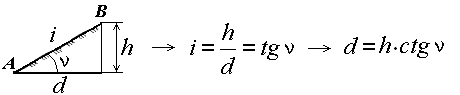 B
i
h
ν
A
d
→ i = h/d = tg ν → d = h·ctg ν